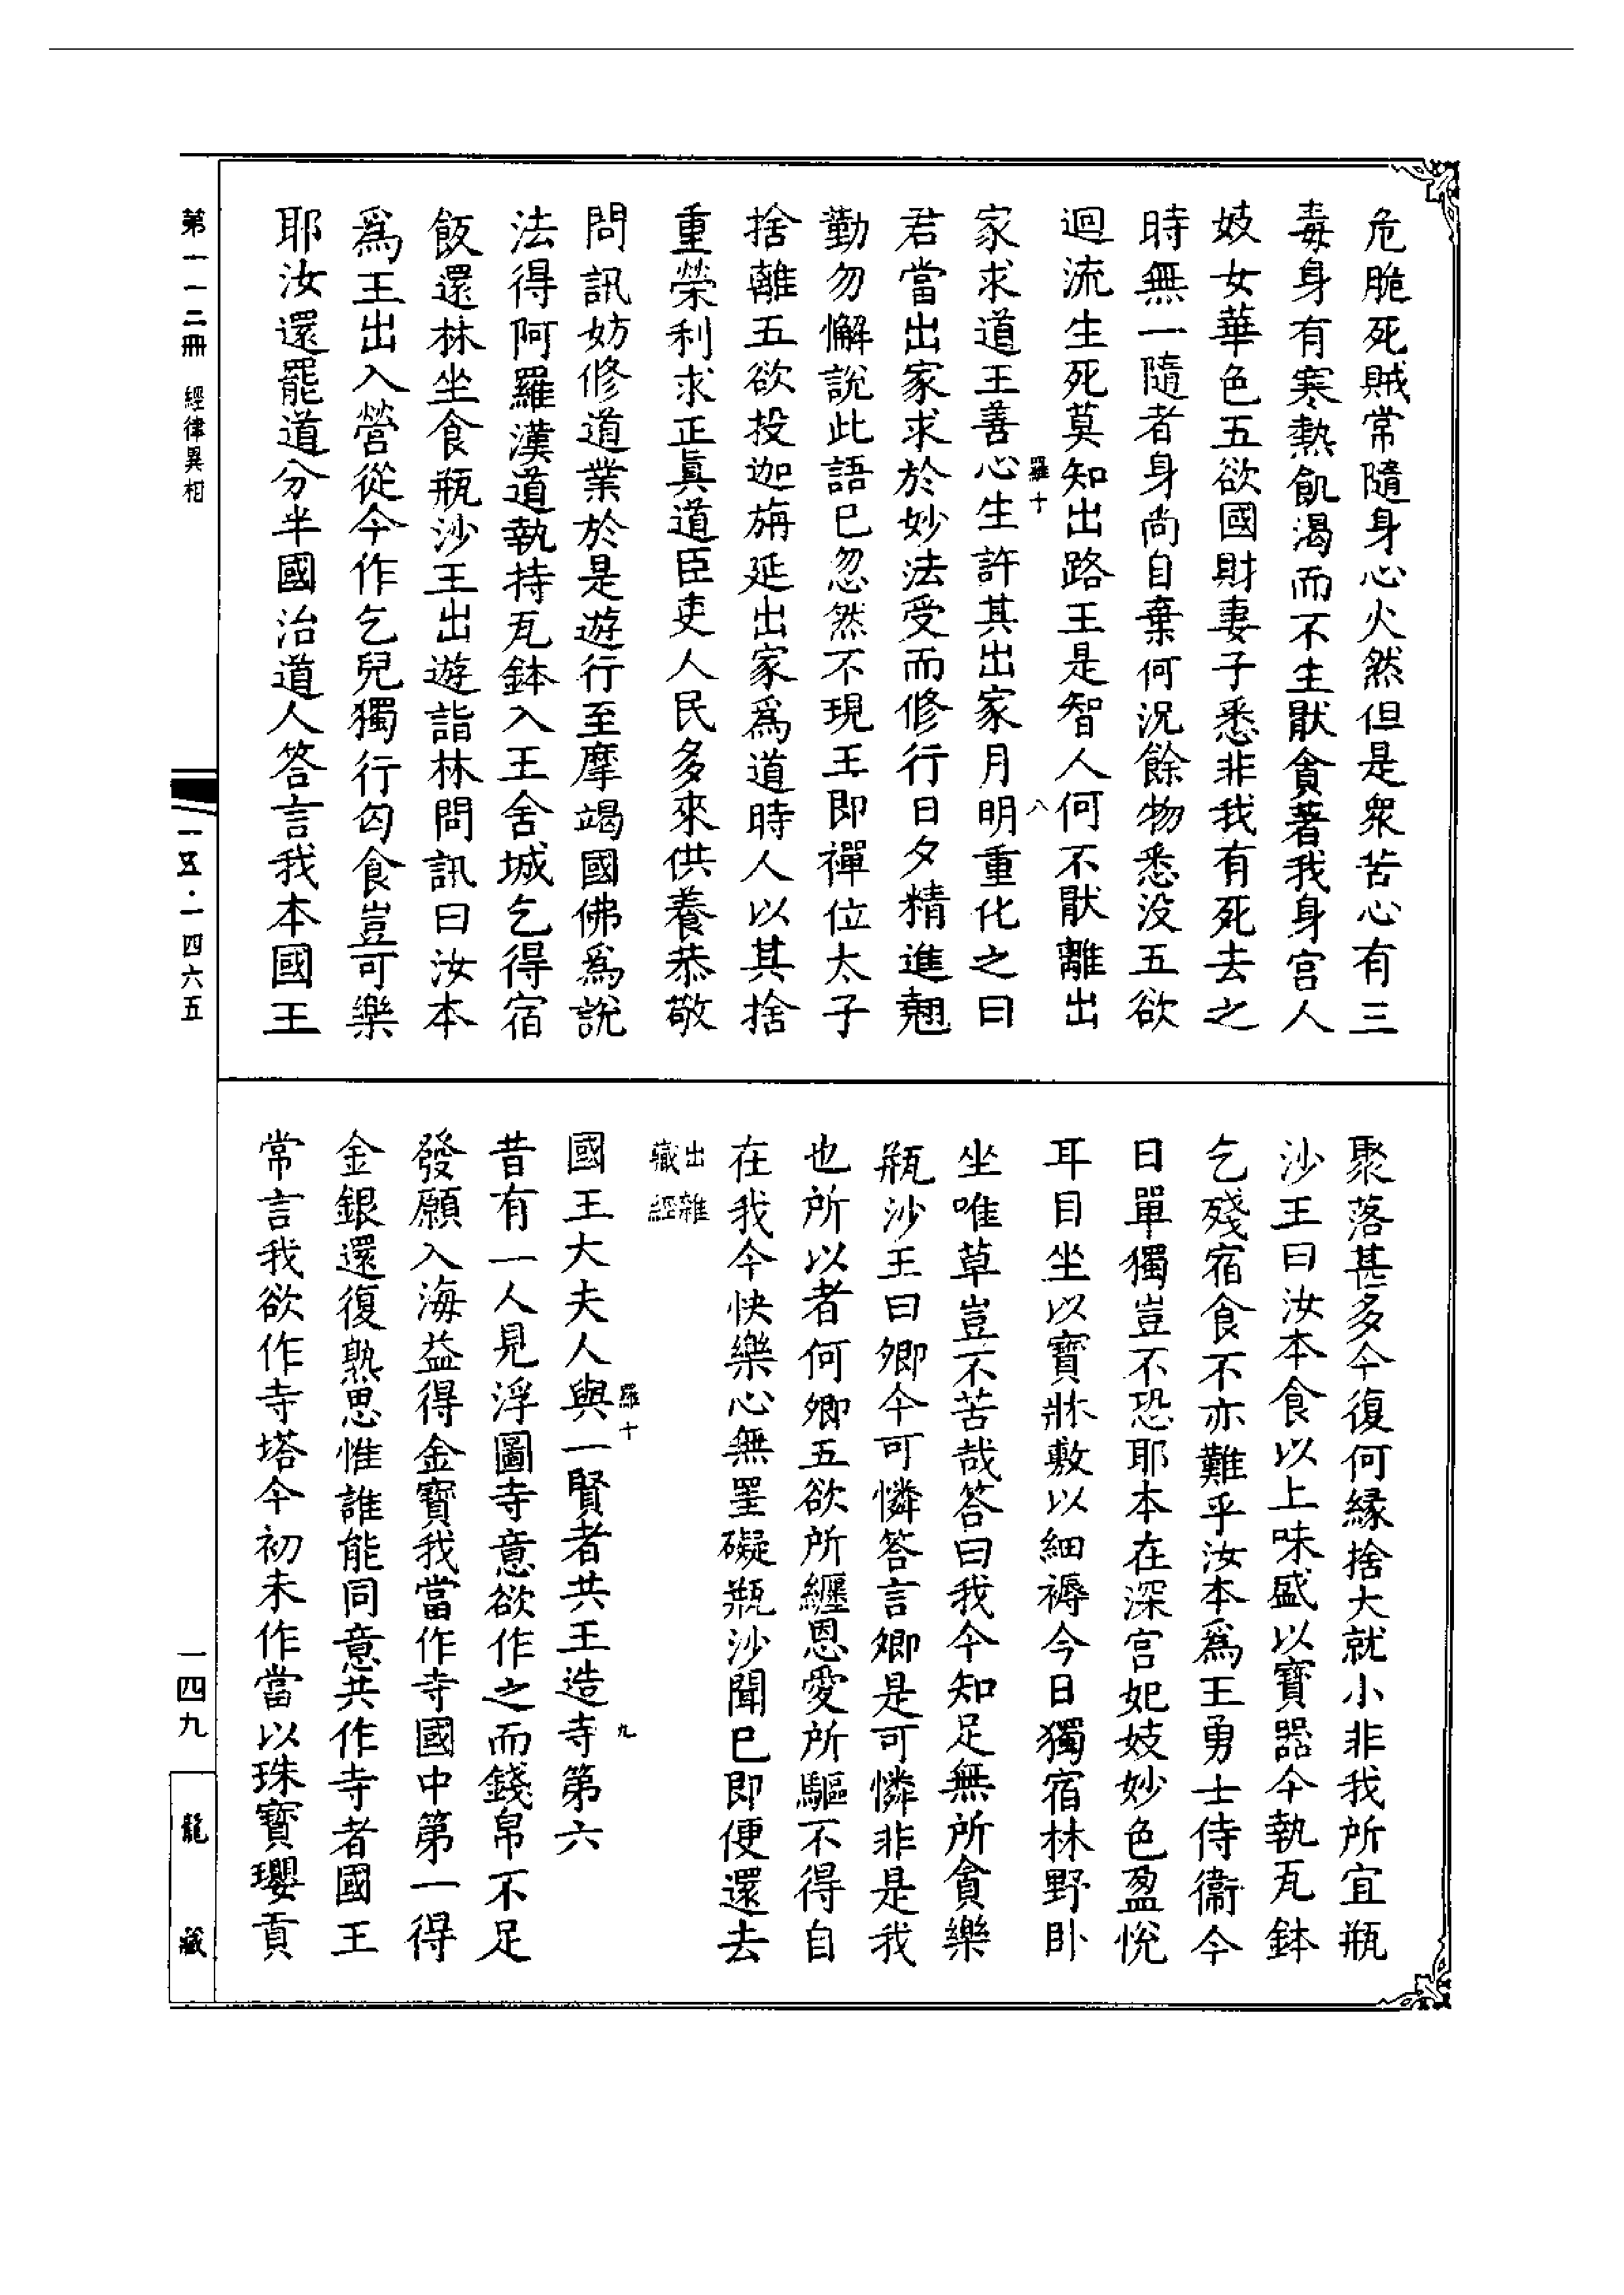 危脆死賊常隨身心火然但是衆苦心有三
毒身有寒熱飢渴而不生猒貪著我身宮人
妓女華色五欲國財妻子悉非我有死去之
時無一隨者身尚自棄何況餘物悉没五欲
迴流生死莫知出路王是智人何不猒離出
羅十 八
家求道王善心生許其出家月明重化之曰
君當出家求於妙法受而修行日夕精進翹
勤勿懈說此語已忽然不現王即禪位太子
捨離五欲投迦旃延出家爲道時人以其捨
重榮利求正眞道臣吏人民多來供養恭敬
問訊妨修道業於是遊行至摩竭國佛爲說
法得阿羅漢道執持瓦鉢入王舍城乞得宿
飯還林坐食瓶沙王出遊詣林問訊曰汝本
爲王出入營從今作乞兒獨行匃食豈可樂
耶汝還罷道分半國治道人答言我本國王
聚落甚多今復何縁捨大就小非我所宜瓶
沙王曰汝本食以上味盛以寶器今執瓦鉢
乞殘宿食不亦難乎汝本爲王勇士侍衞今
日單獨豈不恐耶本在深宮妃妓妙色盈悅
耳目坐以寶牀敷以細褥今日獨宿林野卧
坐唯草豈不苦哉答曰我今知足無所貪樂
瓶沙王曰卿今可憐答言卿是可憐非是我
也所以者何卿五欲所纏恩愛所驅不得自
在我今快樂心無罣礙瓶沙聞已即便還去
出雜
藏經
羅十 九
國王大夫人與一賢者共王造寺第六
昔有一人見浮圖寺意欲作之而錢帛不足
發願入海益得金寶我當作寺國中第一得
金銀還復熟思惟誰能同意共作寺者國王
常言我欲作寺塔今初未作當以珠寶瓔貢
第一一二冊 經律異相
一五·一四六五
一四九
龍藏